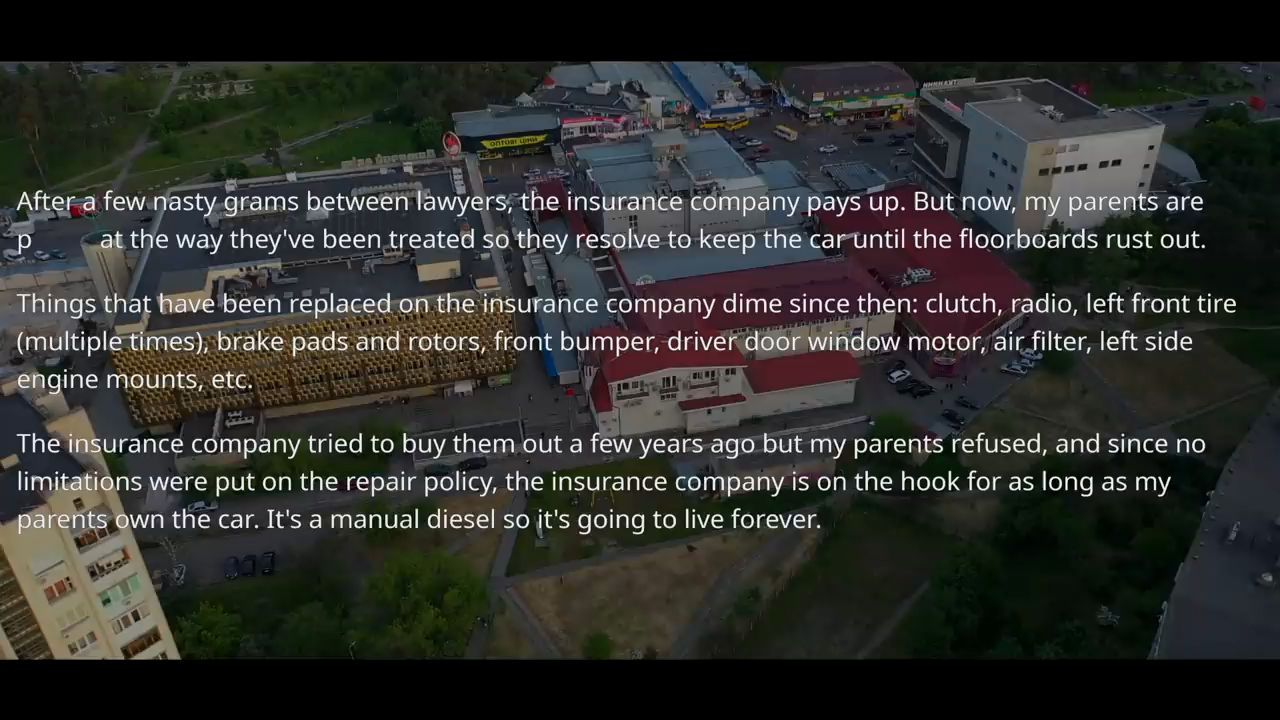 After a few nasty grams between lawyers, the insurance company pays up. But now, my parents are
p at the way they've been treated so they resolve to keep the car until the floorboards rust out.
Things that have been replaced on the insurance company dime since then: clutch, radio, left front tire
(multiple times), brake pads and rotors, front bumper, driver door window motor, air filter, left side
engine mounts, etc.
The insurance company tried to buy them out a few years ago but my parents refused, and since no
limitations were put on the repair policy, the insurance company is on the hook for as long as my
parents own the car. It's a manual diesel so it's going to live forever.
ОПТОВІ ЦІНИ